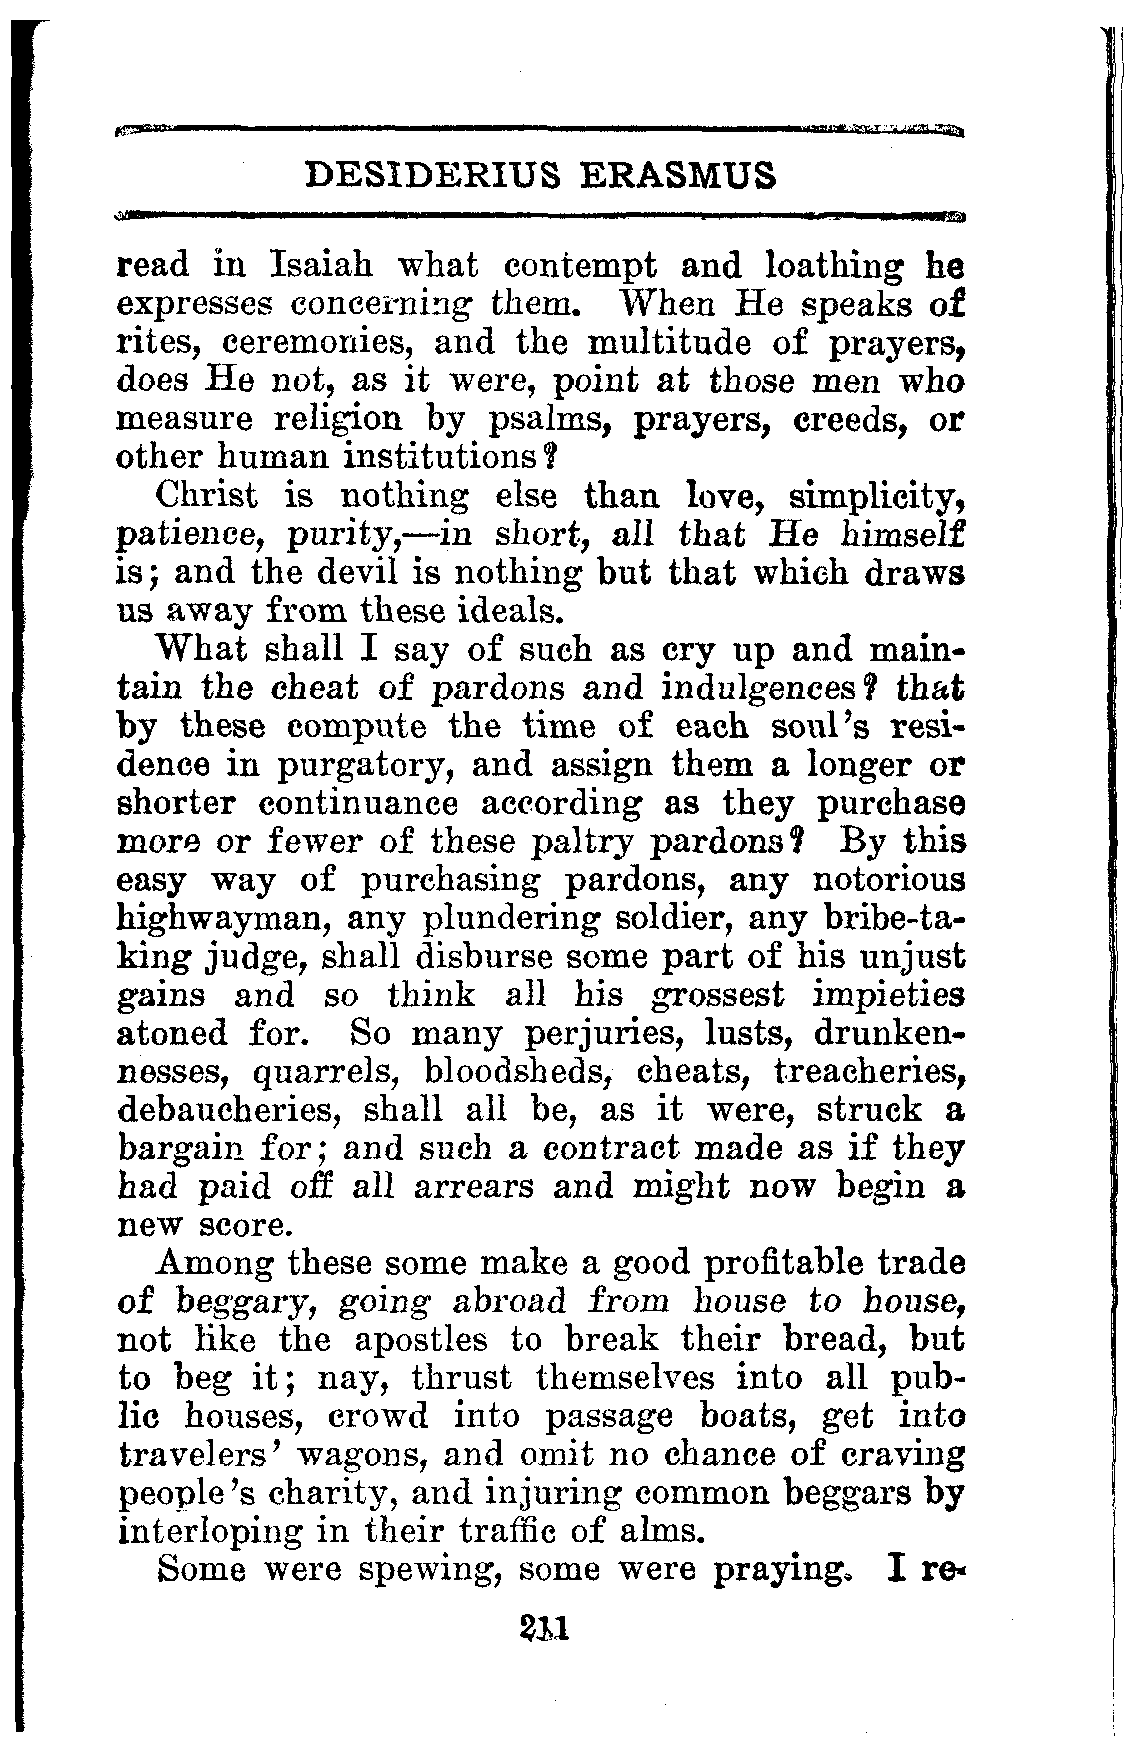 DESIDERIUS ERASMUS
read in Isaiah what contempt and loathing he
expresses concerning them. When He speaks of
rites, ceremonies, and the multitude of prayers,
does He not, as it were, point at those men who
measure religion by psalms, prayers, creeds, or
other human institutions?
Christ is nothing else than love, simplicity,
patience, purity,—in short, all that He himself
is; and the devil is nothing but that which draws
us away from these ideals.
What shall I say of such as cry up and main-
tain the cheat of pardons and indulgences? that
by these compute the time of each soul's resi-
dence in purgatory, and assign them a longer or
shorter continuance according as they purchase
more or fewer of these paltry pardons? By this
easy way of purchasing pardons, any notorious
highwayman, any plundering soldier, any bribe-ta-
king judge, shall disburse some part of his unjust
gains and so think all his grossest impieties
atoned for. So many perjuries, lusts, drunken-
nesses, quarrels, bloodsheds, cheats, treacheries,
debaucheries, shall all be, as it were, struck a
bargain for; and such a contract made as if they
had paid off all arrears and might now begin a
new score.
Among these some make a good profitable trade
of beggary, going abroad from house to house,
not like the apostles to break their bread, but
to beg it; nay, thrust themselves into all pub-
lic houses, crowd into passage boats, get into
travelers' wagons, and omit no chance of craving
people's charity, and injuring common beggars by
interloping in their traffic of alms.
Some were spewing, some were praying. I re-
211